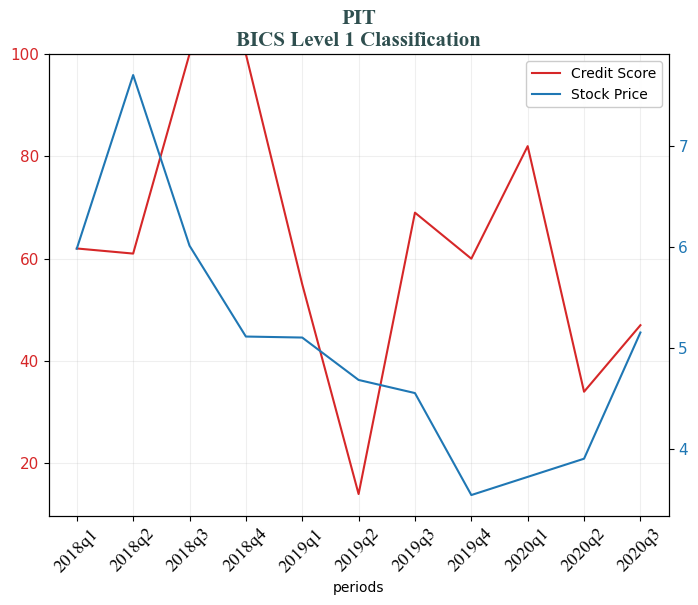 PIT
BICS Level 1 Classification
Credit Score
Stock Price
100
80
60
40
20
7
6
5
4
2018q1
2018q2
2018q3
2018q4
2019q1
2019q2
2019q3
2019q4
2020q1
2020q2
2020q3
periods